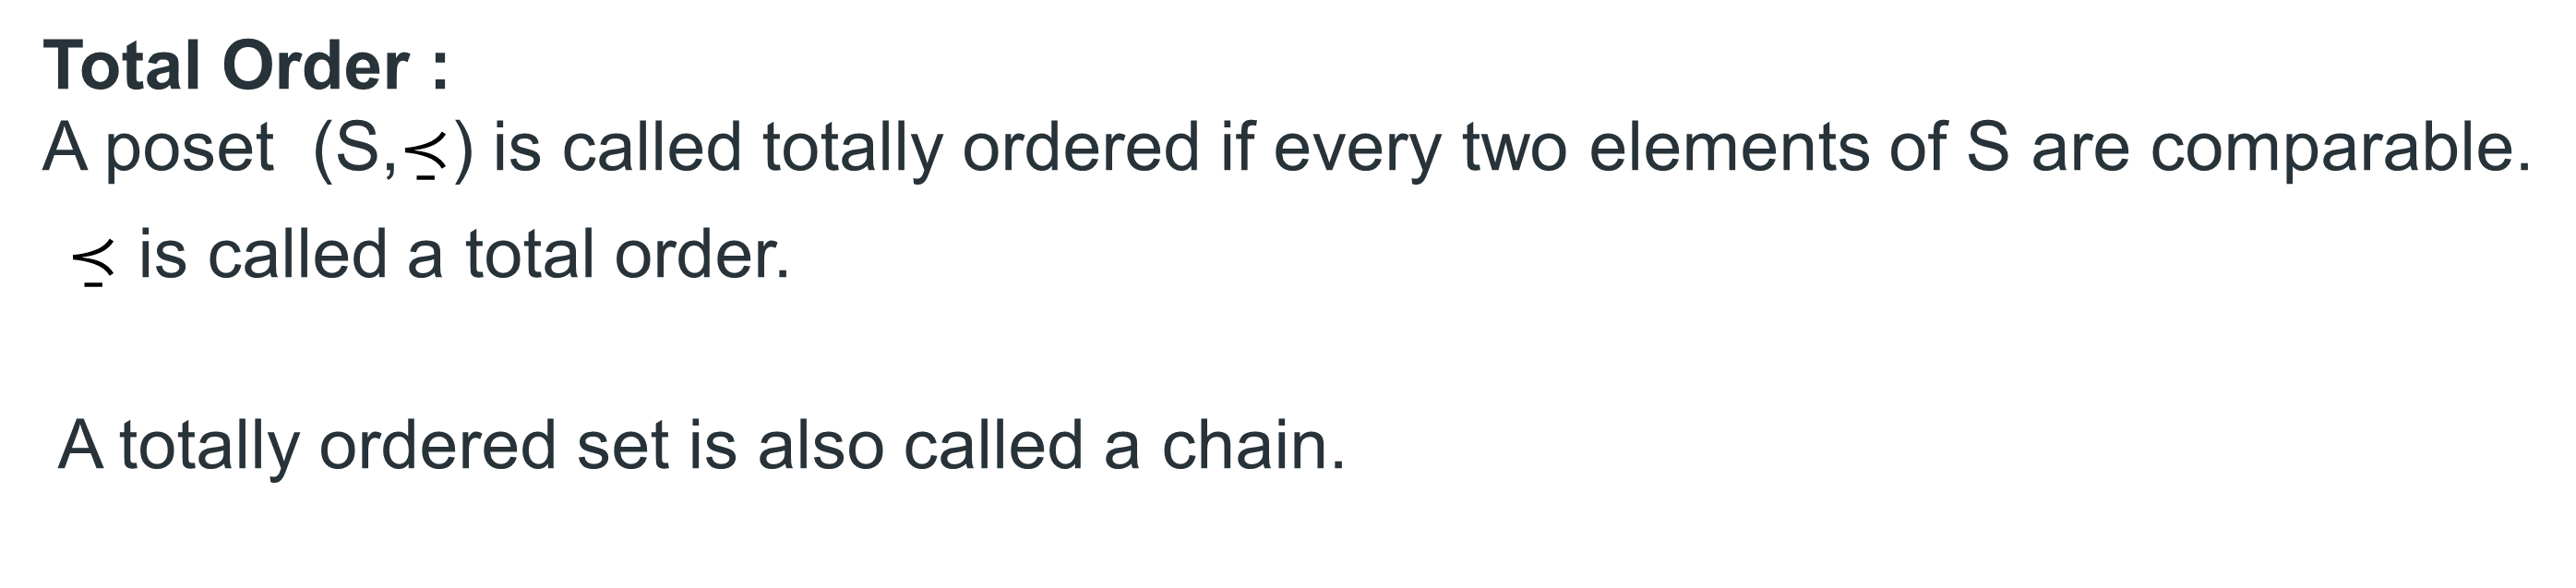 Total Order :
A poset (S,≼) is called totally ordered if every two elements of S are comparable.
≼ is called a total order.
A totally ordered set is also called a chain.